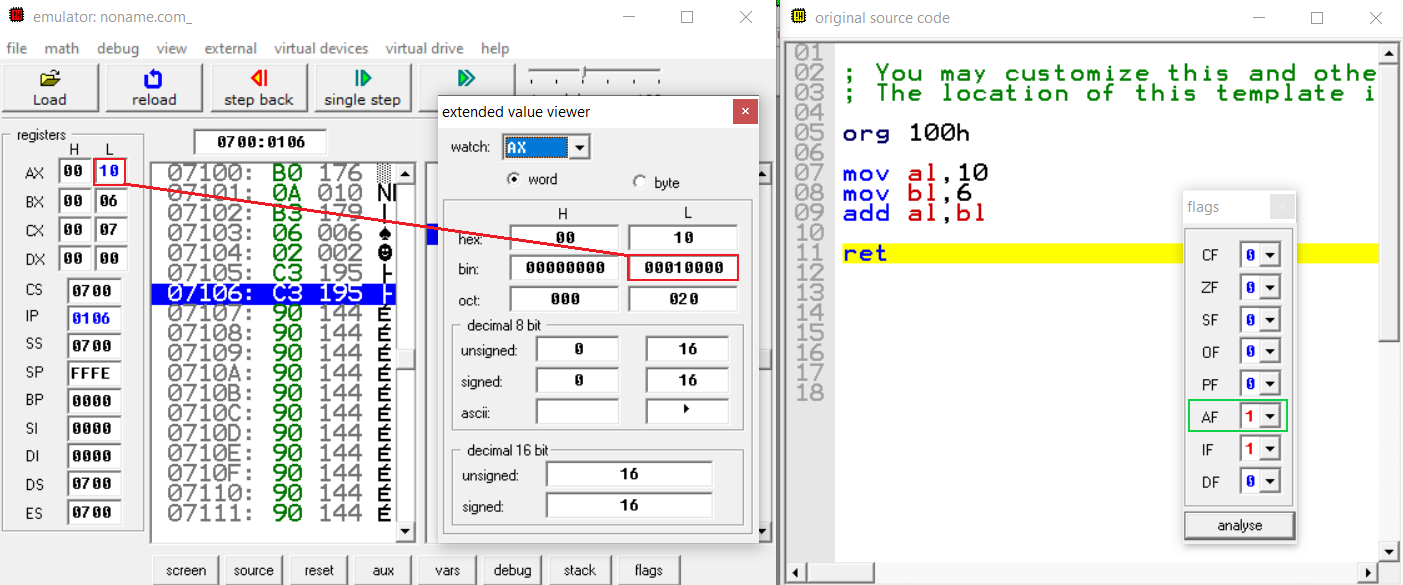 emulator: noname.com_
file math debug view external virtual devices virtual drive help
Load reload step back single step
registers
H L
AX 00 10
BX 00 06
CX 00 07
DX 00 00
CS 0700
IP 0106
SS 0700
SP FFFE
BP 0000
SI 0000
DI 0000
DS 0700
ES 0700
0700:0106
07100: B0 176
07101: 0A 010
07102: B3 179
07103: 06 006 ♠
07104: 02 002 ☻
07105: C3 195 ├
07106: C3 195 ├
07107: 90 144 É
07108: 90 144 É
07109: 90 144 É
0710A: 90 144 É
0710B: 90 144 É
0710C: 90 144 É
0710D: 90 144 É
0710E: 90 144 É
0710F: 90 144 É
07110: 90 144 É
07111: 90 144 É
extended value viewer
watch: AX
word byte
H L
hex: 00 10
bin: 00000000 00010000
oct: 000 020
decimal 8 bit
unsigned: 0 16
signed: 0 16
ascii:
decimal 16 bit
unsigned: 16
signed: 16
screen source reset aux vars debug stack flags
original source code
01
02 ; You may customize this and othe
03 ; The location of this template i
04
05 org 100h
06
07 mov al,10
08 mov bl,6
09 add al,bl
10
11 ret
12
13
14
15
16
17
18
flags
CF 0
ZF 0
SF 0
OF 0
PF 0
AF 1
IF 1
DF 0
analyse